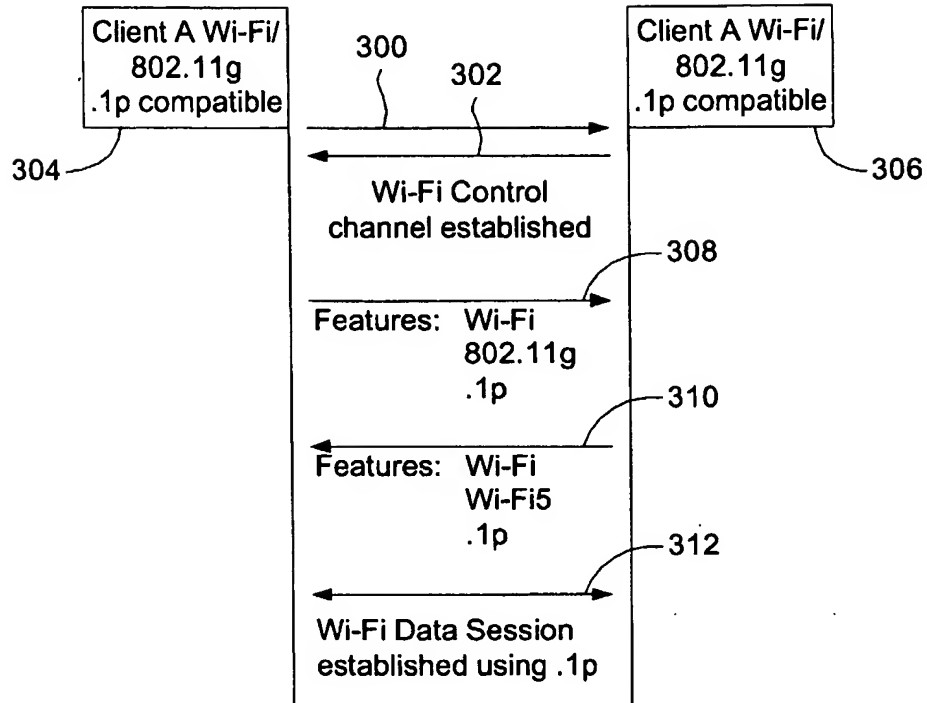 Client A Wi-Fi/
802.11g
.1p compatible
Client A Wi-Fi/
802.11g
.1p compatible
300
302
304
306
Wi-Fi Control
channel established
308
Features: Wi-Fi
802.11g
.1p
310
Features: Wi-Fi
Wi-Fi5
.1p
312
Wi-Fi Data Session
established using .1p